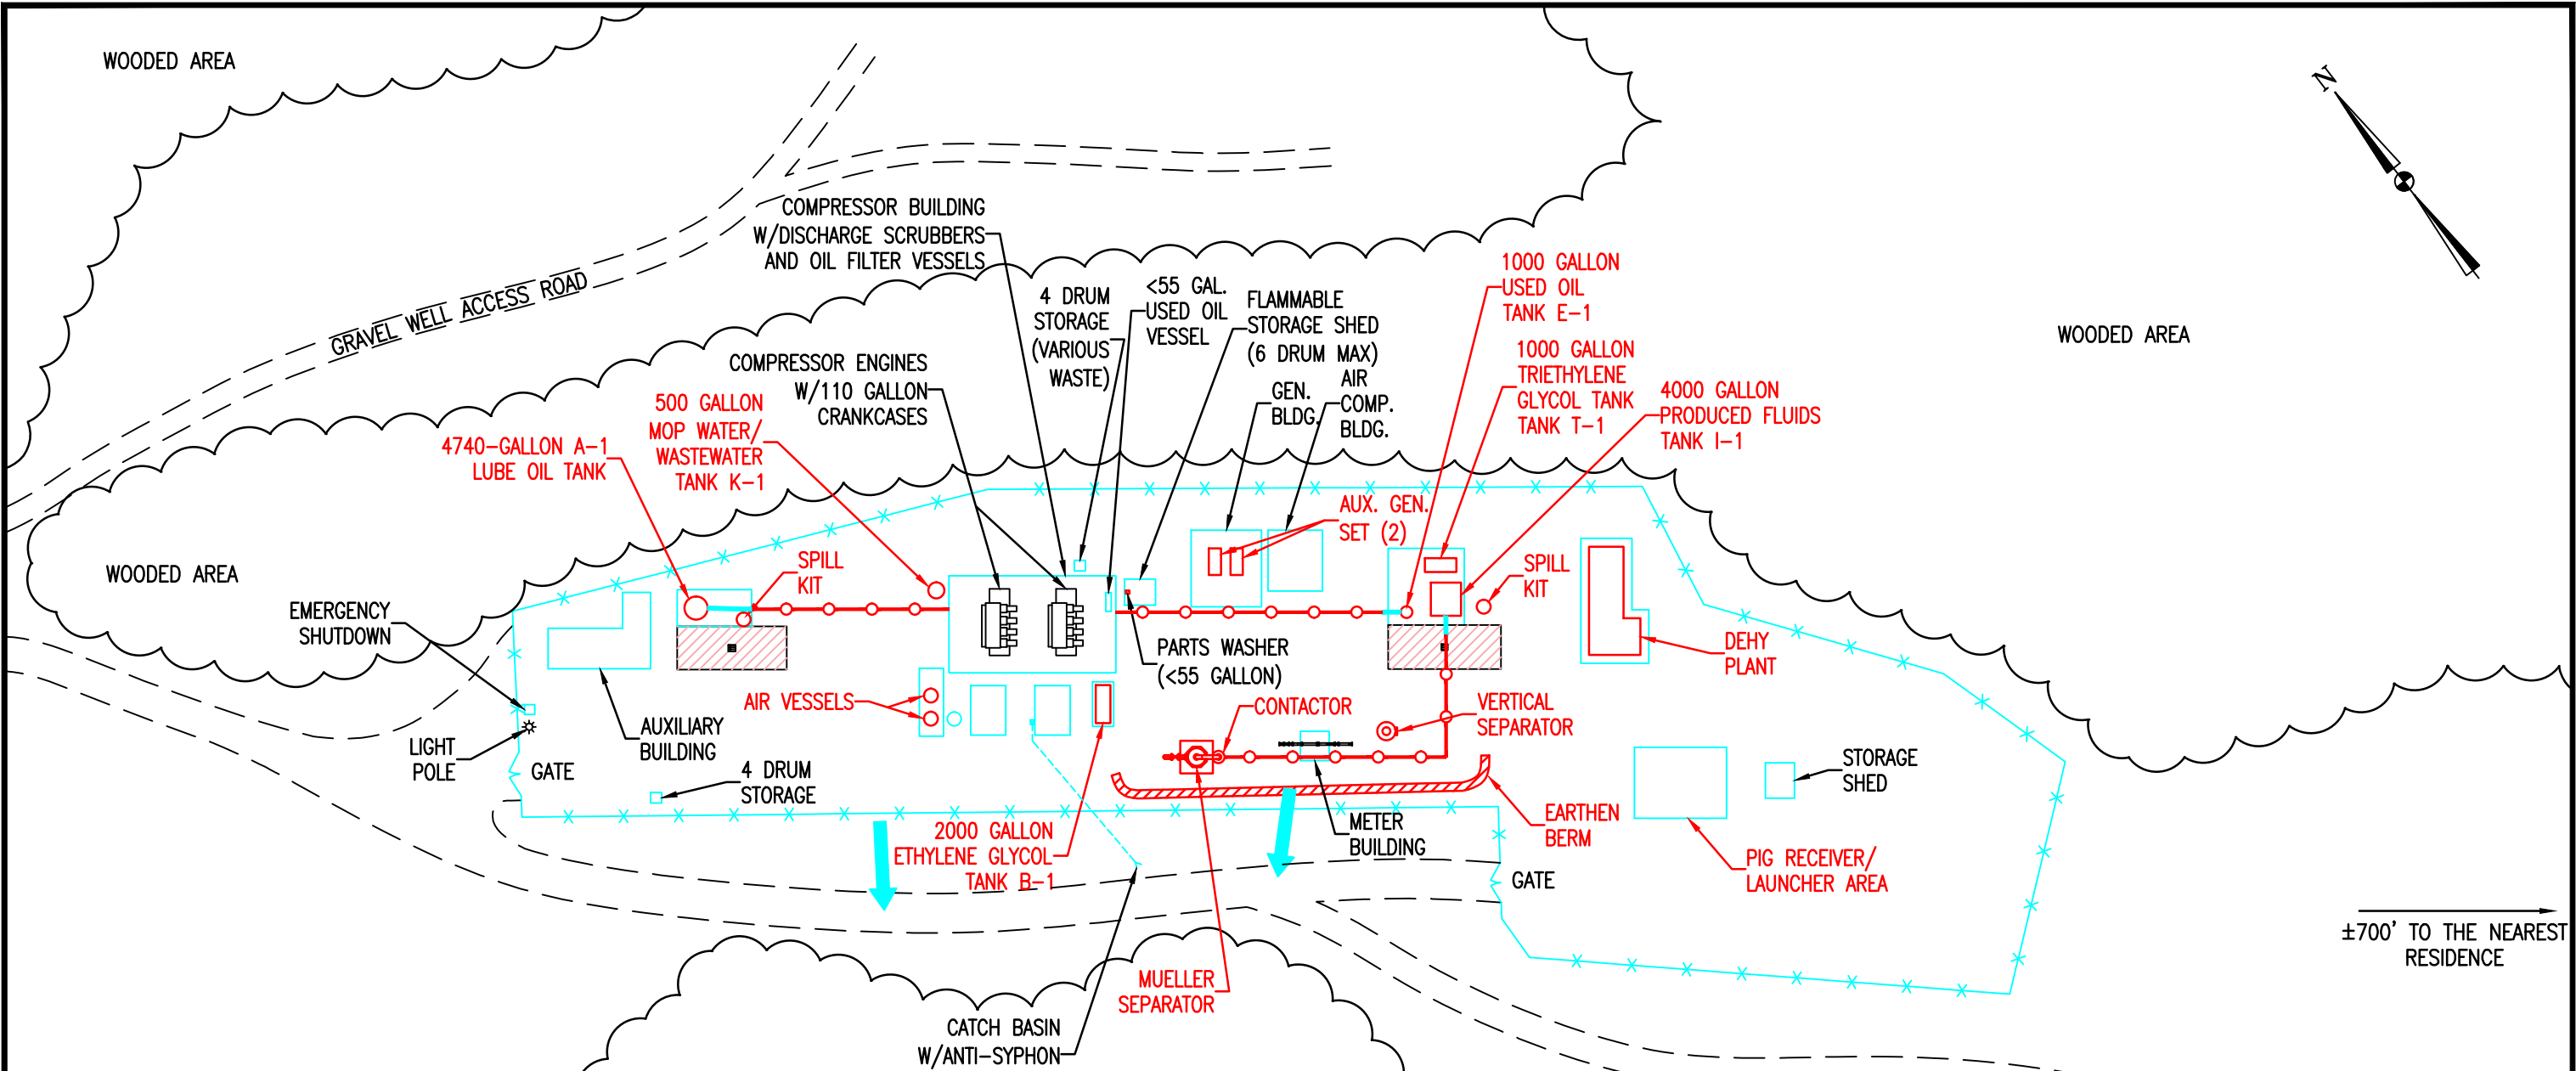 WOODED AREA
N
COMPRESSOR BUILDING
W/DISCHARGE SCRUBBERS
AND OIL FILTER VESSELS
GRAVEL WELL ACCESS ROAD
4 DRUM
STORAGE
(VARIOUS
WASTE)
<55 GAL.
USED OIL
VESSEL
FLAMMABLE
STORAGE SHED
(6 DRUM MAX)
GEN.
BLDG.
AIR
COMP.
BLDG.
1000 GALLON
USED OIL
TANK E-1
1000 GALLON
TRIETHYLENE
GLYCOL TANK
TANK T-1
4000 GALLON
PRODUCED FLUIDS
TANK I-1
WOODED AREA
COMPRESSOR ENGINES
W/110 GALLON
CRANKCASES
500 GALLON
MOP WATER/
WASTEWATER
TANK K-1
4740-GALLON A-1
LUBE OIL TANK
AUX. GEN.
SET (2)
SPILL
KIT
SPILL
KIT
WOODED AREA
EMERGENCY
SHUTDOWN
PARTS WASHER
(<55 GALLON)
DEHY
PLANT
AIR VESSELS
CONTACTOR
VERTICAL
SEPARATOR
AUXILIARY
BUILDING
LIGHT
POLE
GATE
4 DRUM
STORAGE
STORAGE
SHED
2000 GALLON
ETHYLENE GLYCOL
TANK B-1
METER
BUILDING
EARTHEN
BERM
GATE
PIG RECEIVER/
LAUNCHER AREA
±700' TO THE NEAREST
RESIDENCE
MUELLER
SEPARATOR
CATCH BASIN
W/ANTI-SYPHON